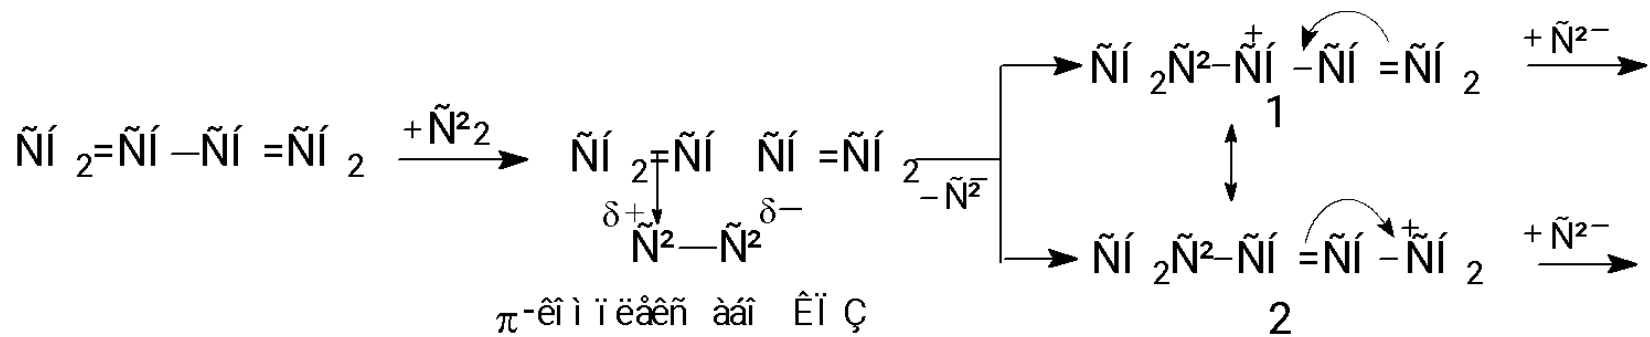 ÑÍ 2=ÑÍ—ÑÍ=ÑÍ 2 +Ñ²2 ÑÍ 2=ÑÍ ÑÍ=ÑÍ 2 –Ñ²–
δ+ δ–
Ñ²—Ñ²
π-êîì ïëåêñ àáî ÊÏ Ç
ÑÍ 2Ñ²–ÑÍ–ÑÍ=ÑÍ 2 +Ñ²–
+
1
ÑÍ 2Ñ²–ÑÍ=ÑÍ–ÑÍ 2 +Ñ²–
+
2